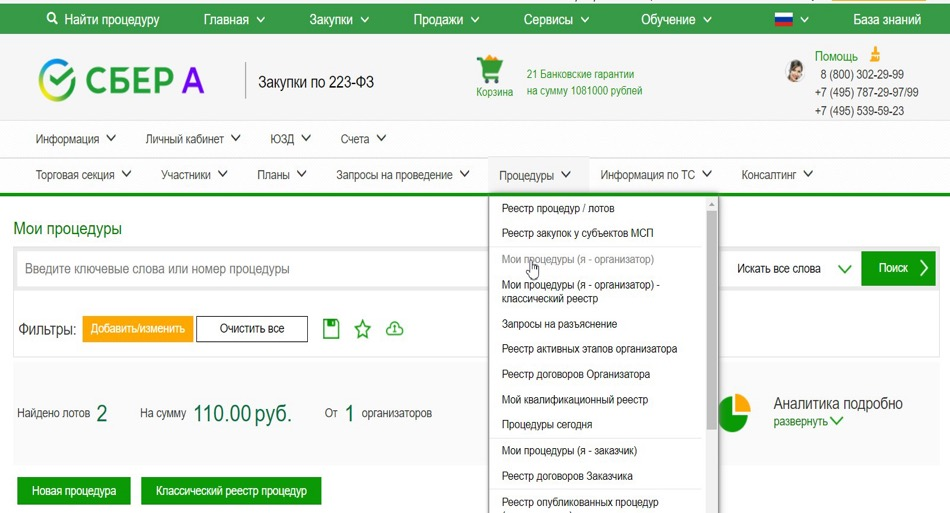 Найти процедуру Главная Закупки Продажи Сервисы Обучение База знаний
СБЕР А Закупки по 223-ФЗ
Корзина
21 Банковские гарантии
на сумму 1081000 рублей
Помощь
8 (800) 302-29-99
+7 (495) 787-29-97/99
+7 (495) 539-59-23
Информация Личный кабинет ЮЗД Счета
Торговая секция Участники Планы Запросы на проведение Процедуры Информация по ТС Консалтинг
Реестр процедур / лотов
Реестр закупок у субъектов МСП
Мои процедуры (я - организатор)
Мои процедуры (я - организатор) -
классический реестр
Запросы на разъяснение
Реестр активных этапов организатора
Реестр договоров Организатора
Мой квалификационный реестр
Процедуры сегодня
Мои процедуры (я - заказчик)
Реестр договоров Заказчика
Реестр опубликованных процедур
Мои процедуры
Введите ключевые слова или номер процедуры Искать все слова Поиск
Фильтры: Добавить/изменить Очистить все
Найдено лотов 2 На сумму 110.00 руб. От 1 организаторов
Аналитика подробно
развернуть
Новая процедура Классический реестр процедур